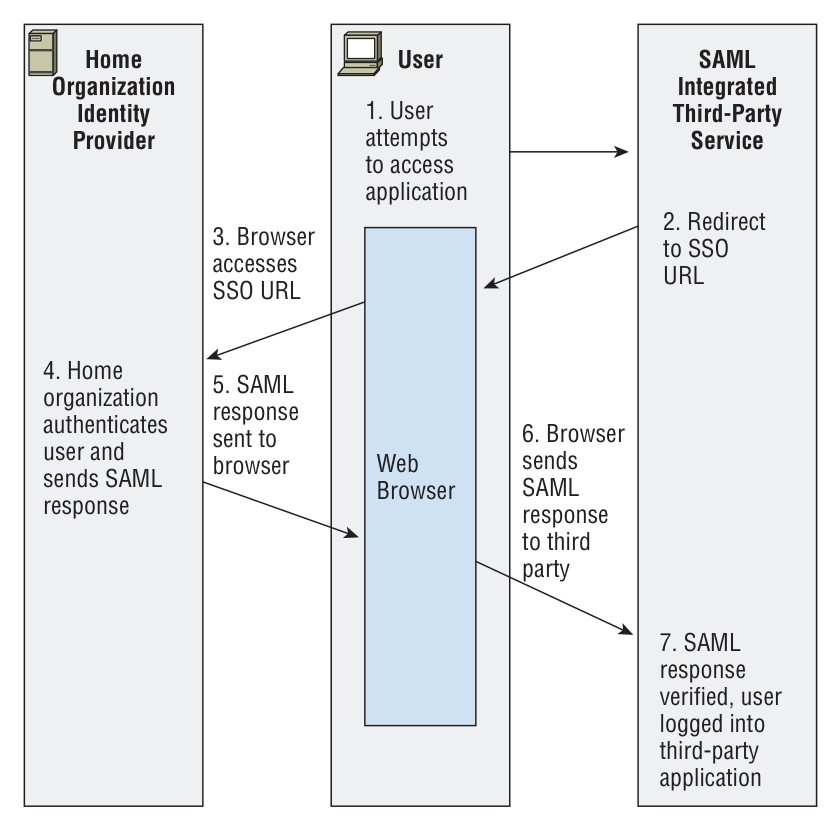 Home
Organization
Identity
Provider
User
SAML
Integrated
Third-Party
Service
1. User
attempts
to access
application
2. Redirect
to SSO
URL
3. Browser
accesses
SSO URL
4. Home
organization
authenticates
user and
sends SAML
response
5. SAML
response
sent to
browser
Web
Browser
6. Browser
sends
SAML
response
to third
party
7. SAML
response
verified, user
logged into
third-party
application